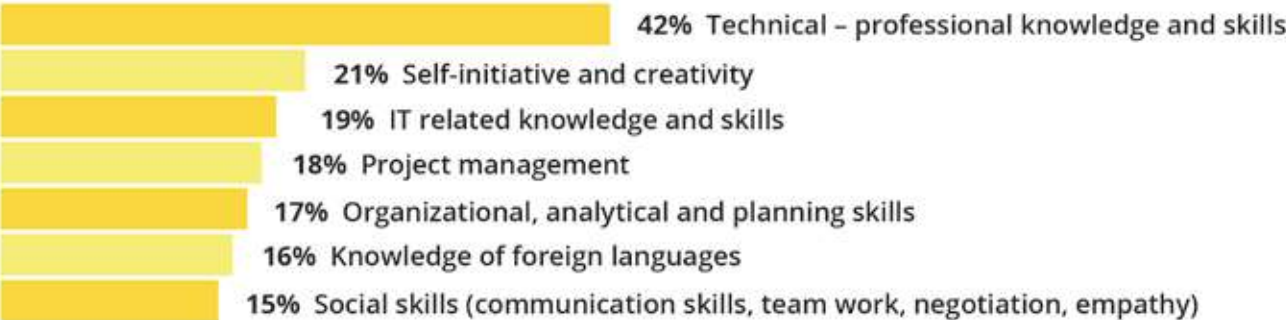 42% Technical – professional knowledge and skills
21% Self-initiative and creativity
19% IT related knowledge and skills
18% Project management
17% Organizational, analytical and planning skills
16% Knowledge of foreign languages
15% Social skills (communication skills, team work, negotiation, empathy)